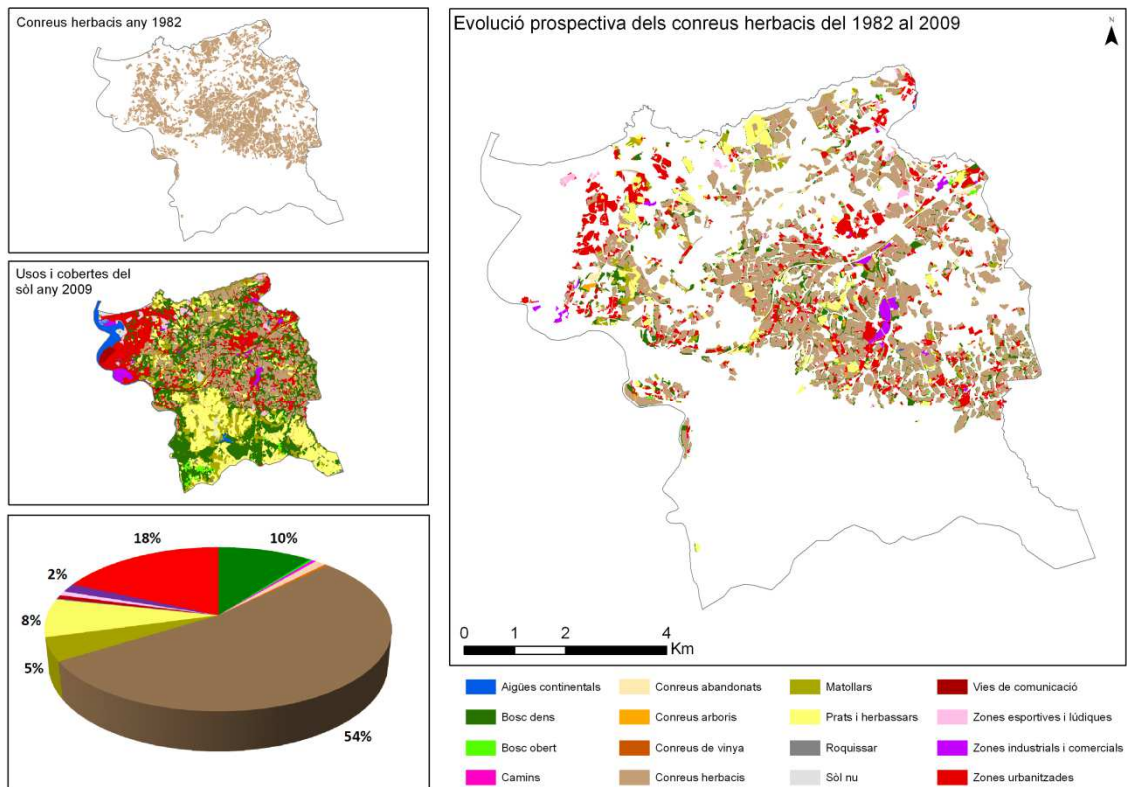 Conreus herbacis any 1982
Evolució prospectiva dels conreus herbacis del 1982 al 2009
N
Usos i cobertes del
sòl any 2009
18%
10%
2%
8%
5%
54%
0 1 2 4
Km
Aigües continentals
Bosc dens
Bosc obert
Camins
Conreus abandonats
Conreus arboris
Conreus de vinya
Conreus herbacis
Matollars
Prats i herbassars
Roquissar
Sòl nu
Vies de comunicació
Zones esportives i lúdiques
Zones industrials i comercials
Zones urbanitzades